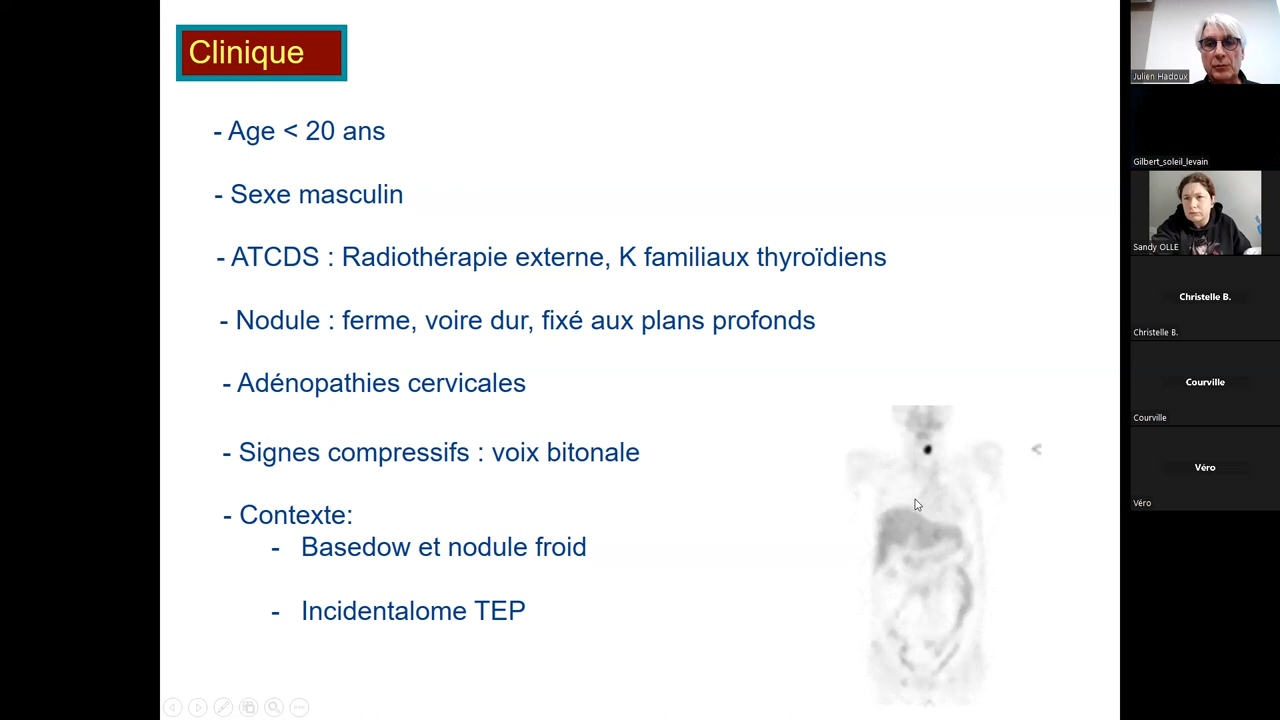 Clinique
- Age < 20 ans
- Sexe masculin
- ATCDS : Radiothérapie externe, K familiaux thyroïdiens
- Nodule : ferme, voire dur, fixé aux plans profonds
- Adénopathies cervicales
- Signes compressifs : voix bitonale
- Contexte:
- Basedow et nodule froid
- Incidentalome TEP
Julien Hadoux
Gilbert_soleil_levain
Sandy OLLE
Christelle B.
Christelle B.
Courville
Courville
Véro
Véro